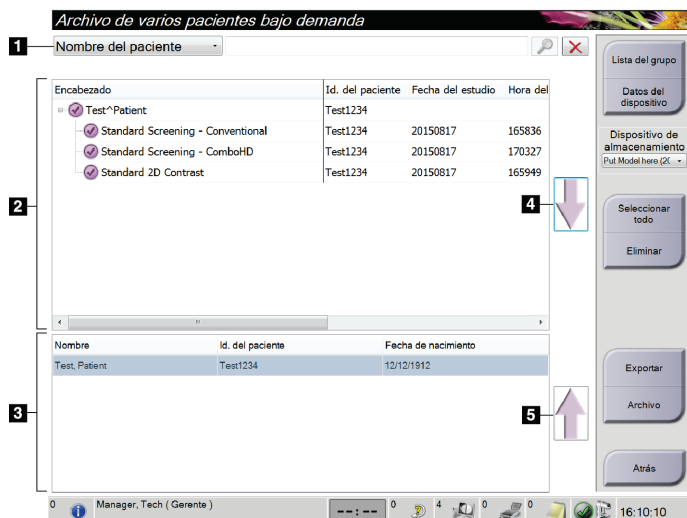 Archivo de varios pacientes bajo demanda
1
Nombre del paciente
Lista del grupo
Datos del
dispositivo
Dispositivo de
almacenamiento
Put Model here (2(
Seleccionar
todo
Eliminar
Exportar
Archivo
Atrás
2
Encabezado Id. del paciente Fecha del estudio Hora del
Test^Patient Test1234
Standard Screening - Conventional Test1234 20150817 165836
Standard Screening - ComboHD Test1234 20150817 170327
Standard 2D Contrast Test1234 20150817 165949
4
3
Nombre Id. del paciente Fecha de nacimiento
Test, Patient Test1234 12/12/1912
5
0 Manager, Tech ( Gerente ) --:-- 0 4 0 0 16:10:10